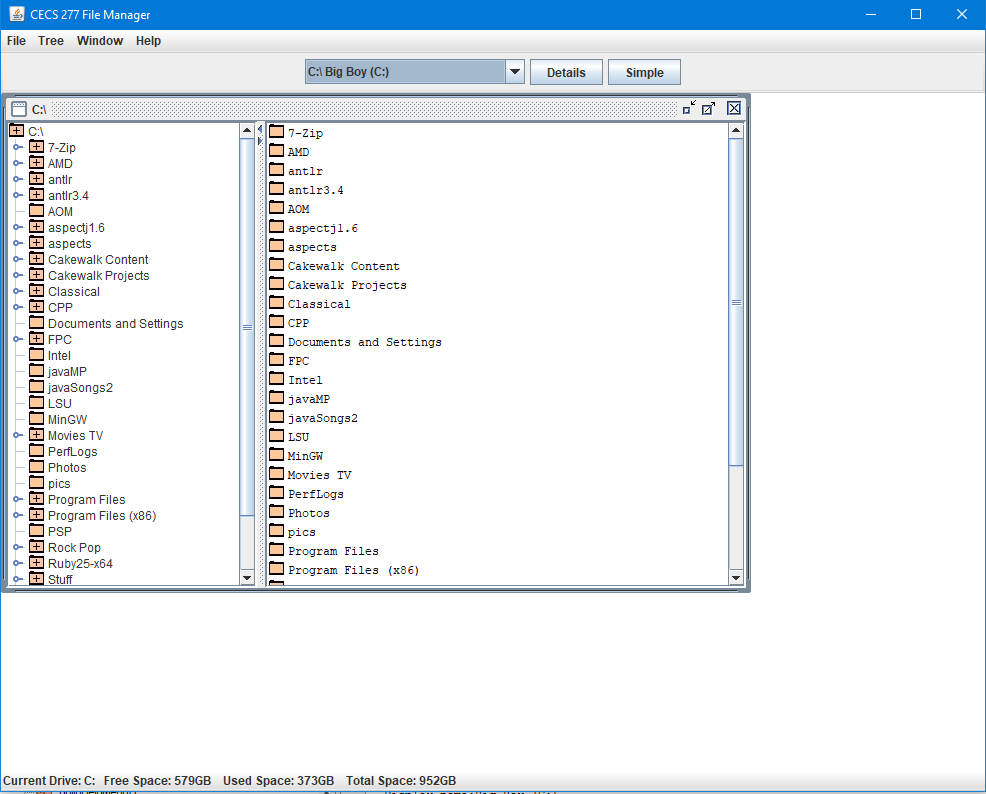 CECS 277 File Manager
File Tree Window Help
C:\ Big Boy (C:) Details Simple
C:\
C:\
7-Zip
AMD
antlr
antlr3.4
AOM
aspectj1.6
aspects
Cakewalk Content
Cakewalk Projects
Classical
CPP
Documents and Settings
FPC
Intel
javaMP
javaSongs2
LSU
MinGW
Movies TV
PerfLogs
Photos
pics
Program Files
Program Files (x86)
PSP
Rock Pop
Ruby25-x64
Stuff
7-Zip
AMD
antlr
antlr3.4
AOM
aspectj1.6
aspects
Cakewalk Content
Cakewalk Projects
Classical
CPP
Documents and Settings
FPC
Intel
javaMP
javaSongs2
LSU
MinGW
Movies TV
PerfLogs
Photos
pics
Program Files
Program Files (x86)
Current Drive: C: Free Space: 579GB Used Space: 373GB Total Space: 952GB